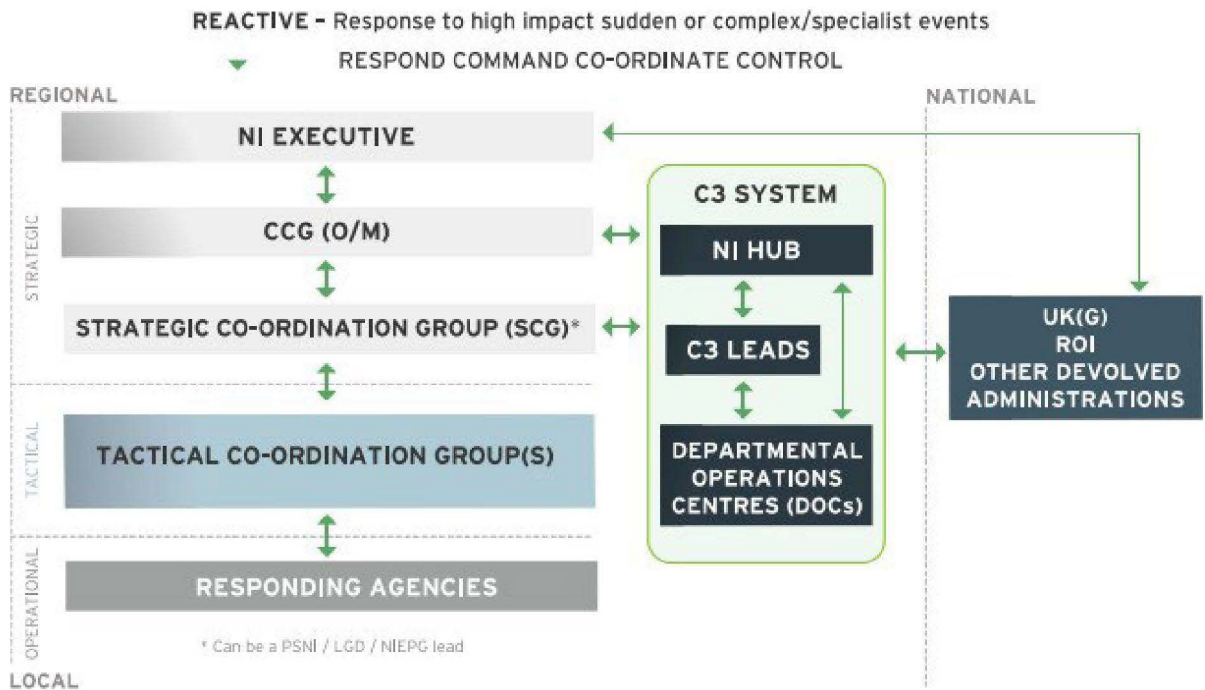 REACTIVE – Response to high impact sudden or complex/specialist events
RESPOND COMMAND CO-ORDINATE CONTROL
REGIONAL
NATIONAL
NI EXECUTIVE
C3 SYSTEM
STRATEGIC
CCG (O/M)
NI HUB
STRATEGIC CO-ORDINATION GROUP (SCG)*
C3 LEADS
UK(G)
ROI
OTHER DEVOLVED
ADMINISTRATIONS
TACTICAL
TACTICAL CO-ORDINATION GROUP(S)
DEPARTMENTAL
OPERATIONS
CENTRES (DOCs)
OPERATIONAL
RESPONDING AGENCIES
* Can be a PSNI / LGD / NIEPG lead
LOCAL